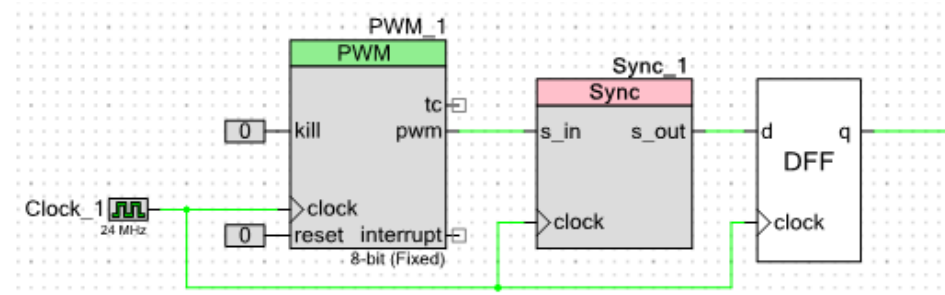 PWM_1
PWM
Sync_1
Sync
tc
0 kill pwm s_in s_out d q
DFF
Clock_1 clock clock clock
24 MHz
0 reset interrupt
8-bit (Fixed)